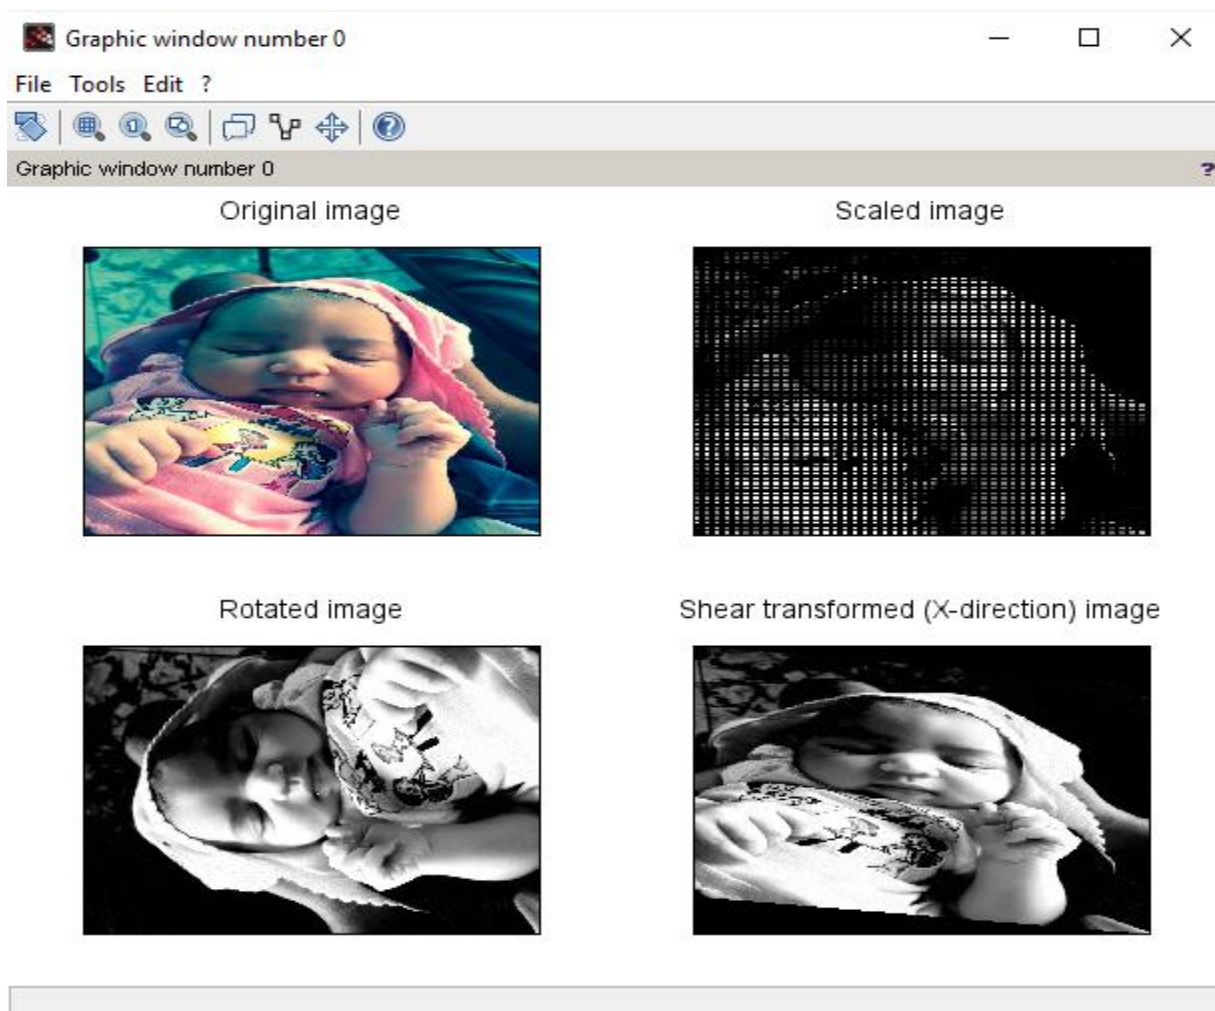 Graphic window number 0
File Tools Edit ?
Graphic window number 0 ?
Original image
Scaled image
Rotated image
Shear transformed (X-direction) image